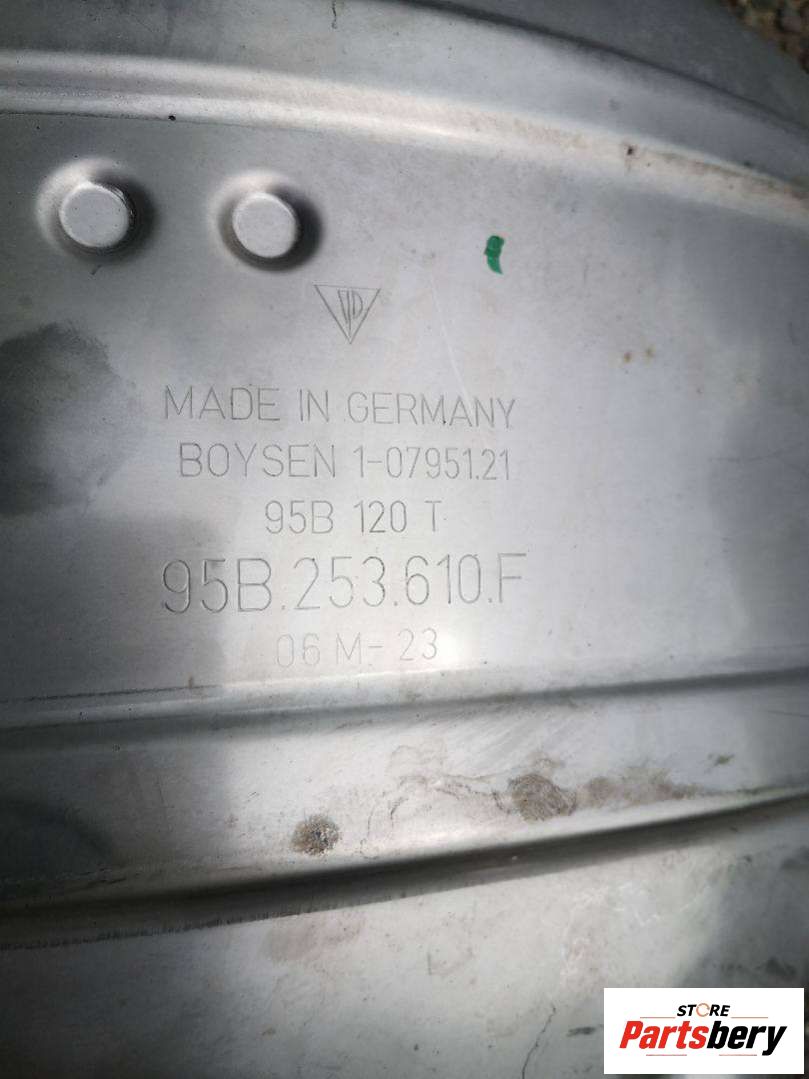 MADE IN GERMANY
BOYSEN 1-07951.21
95B 120 T
95B.253.610.F
06 M-23
STORE
Partsbery